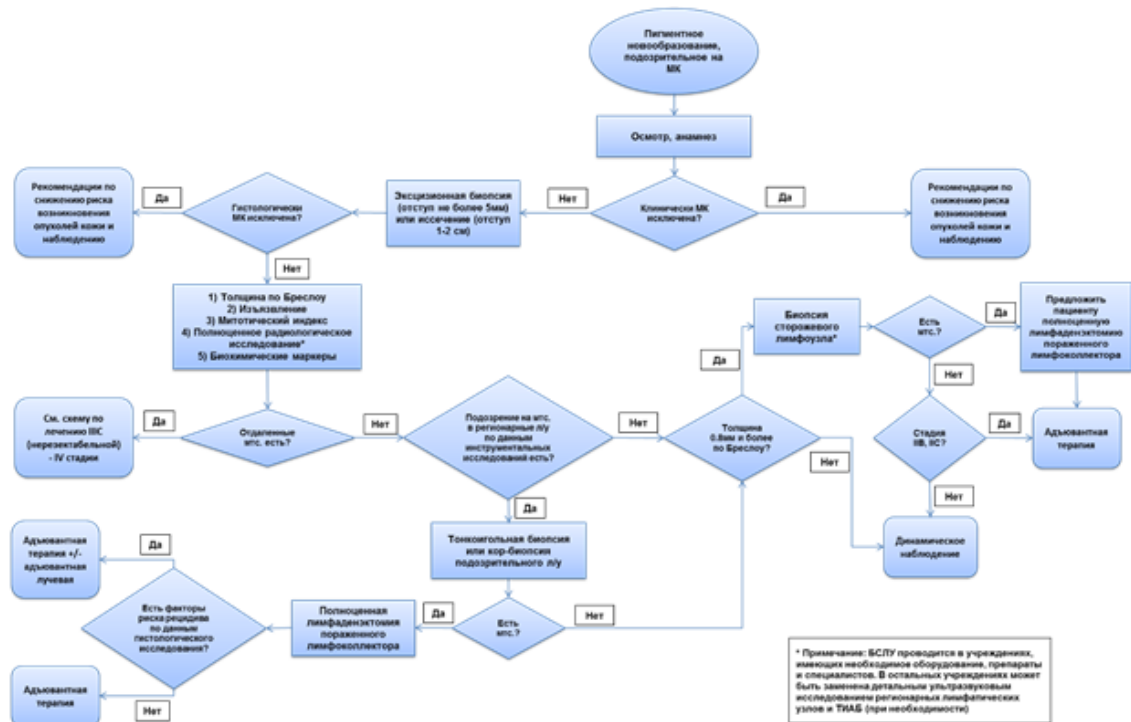 Пигментное
новообразование,
подозрительное на
МК
Осмотр, анамнез
Клинически МК
исключена?
Да
Рекомендации по
снижению риска
возникновения
опухолей кожи и
наблюдению
Нет
Эксцизионная биопсия
(отступ не более 5мм)
или иссечение (отступ
1-2 см)
Гистологически
МК исключена?
Да
Рекомендации по
снижению риска
возникновения
опухолей кожи и
наблюдению
Нет
1) Толщина по Бреслоу
2) Изъязвление
3) Митотический индекс
4) Полноценное радиологическое
исследование*
5) Биохимические маркеры
Отдаленные
мтс. есть?
Да
См. схему по
лечению IIIC
(нерезектабельной)
- IV стадии
Нет
Подозрение на мтс.
в регионарные л/у
по данным
инструментальных
исследований есть?
Нет
Толщина
0.8мм и более
по Бреслоу?
Да
Биопсия
сторожевого
лимфоузла*
Есть
мтс.?
Да
Предложить
пациенту
полноценную
лимфаденэктомию
пораженного
лимфоколлектора
Нет
Стадия
IIB, IIC?
Да
Адъювантная
терапия
Нет
Нет
Динамическое
наблюдение
Да
Тонкоигольная биопсия
или кор-биопсия
подозрительного л/у
Есть
мтс.?
Нет
Да
Полноценная
лимфаденэктомия
пораженного
лимфоколлектора
Есть факторы
риска рецидива
по данным
гистологического
исследования?
Да
Адъювантная
терапия +/-
адъювантная
лучевая
Нет
Адъювантная
терапия
* Примечание: БСЛУ проводится в учреждениях,
имеющих необходимое оборудование, препараты
и специалистов. В остальных учреждениях может
быть заменена детальным ультразвуковым
исследованием регионарных лимфатических
узлов и ТИАБ (при необходимости)